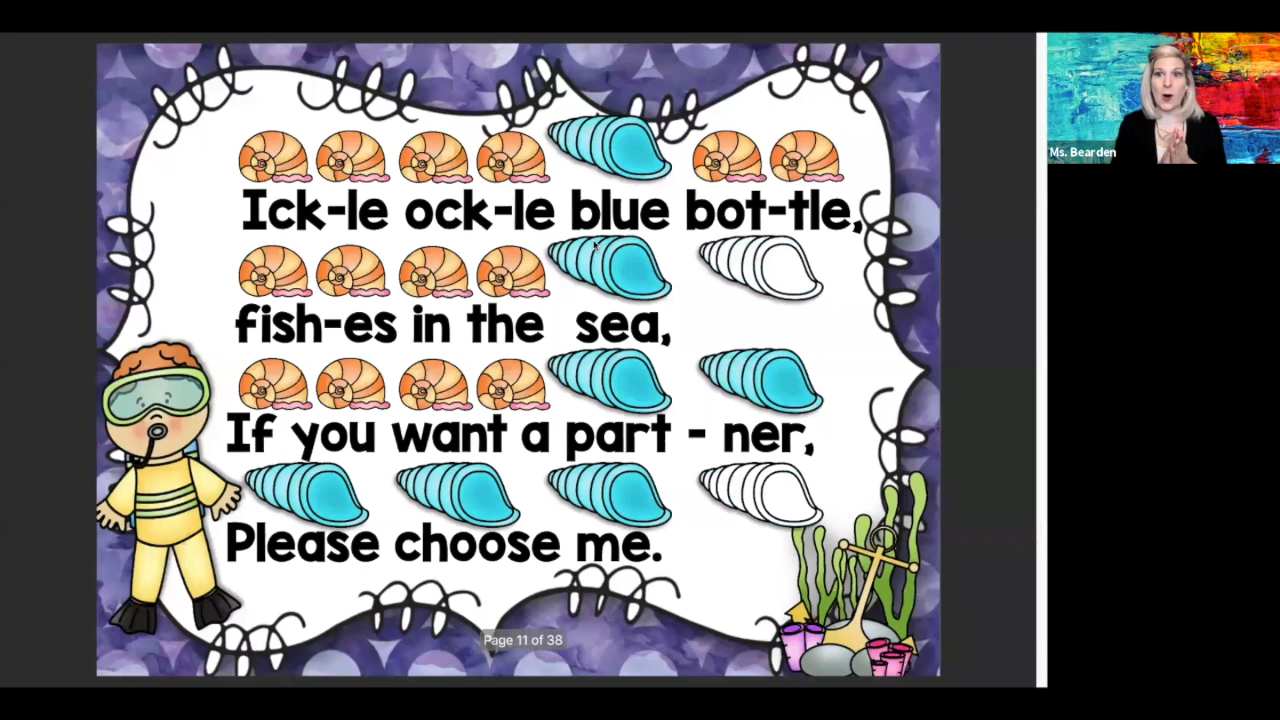 Ick-le ock-le blue bot-tle,
fish-es in the sea,
If you want a part - ner,
Please choose me.
Page 11 of 38
Ms. Bearden